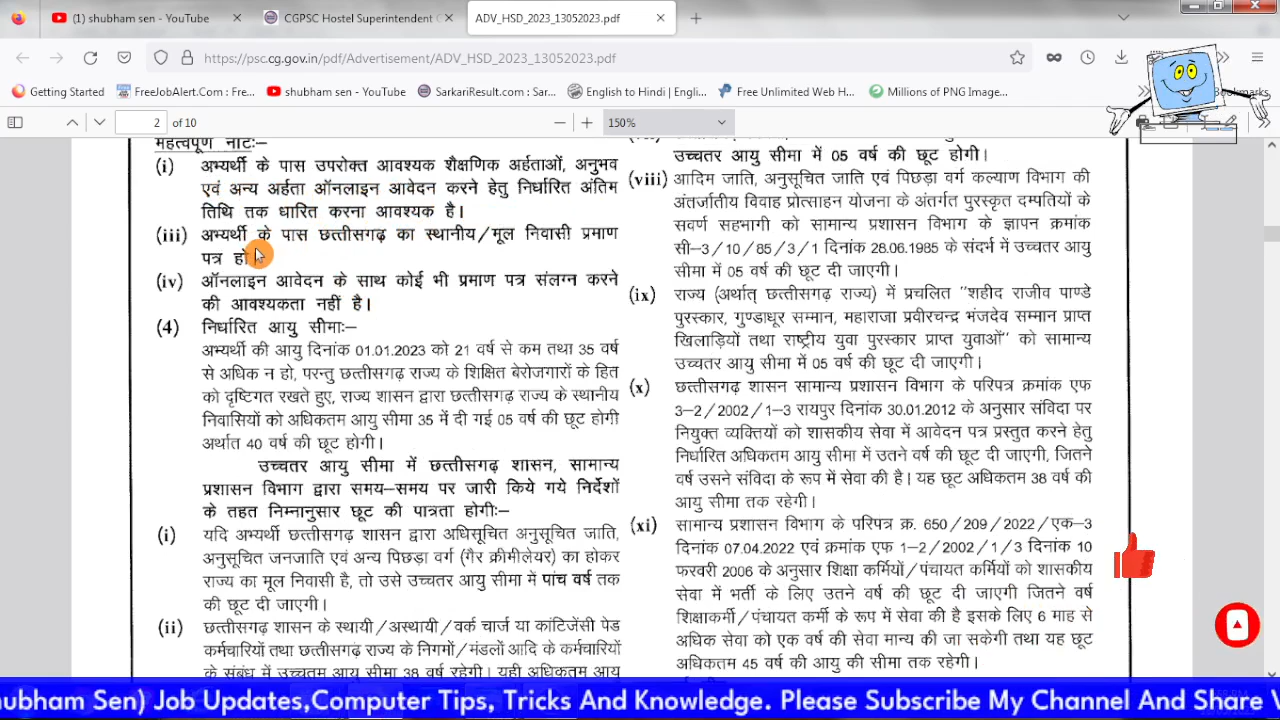 (1) shubham sen - YouTube
CGPSC Hostel Superintendent
ADV_HSD_2023_13052023.pdf
https://psc.cg.gov.in/pdf/Advertisement/ADV_HSD_2023_13052023.pdf
Getting Started
FreeJobAlert.Com : Fre...
shubham sen - YouTube
SarkariResult.com : Sar...
English to Hindi | Engl...
Free Unlimited Web H...
Millions of PNG Image...
2 of 10
150%
महत्वपूर्ण नोटः–
(i) अभ्यर्थी के पास उपरोक्त आवश्यक शैक्षणिक अर्हताओं, अनुभव
एवं अन्य अर्हता ऑनलाइन आवेदन करने हेतु निर्धारित अंतिम
तिथि तक धारित करना आवश्यक है।
(iii) अभ्यर्थी के पास छत्तीसगढ़ का स्थानीय/मूल निवासी प्रमाण
पत्र
(iv) ऑनलाइन आवेदन के साथ कोई भी प्रमाण पत्र संलग्न करने
की आवश्यकता नहीं है।
(4) निर्धारित आयु सीमाः–
अभ्यर्थी की आयु दिनांक 01.01.2023 को 21 वर्ष से कम तथा 35 वर्ष
से अधिक न हो, परन्तु छत्तीसगढ़ राज्य के शिक्षित बेरोजगारों के हित
को दृष्टिगत रखते हुए, राज्य शासन द्वारा छत्तीसगढ़ राज्य के स्थानीय
निवासियों को अधिकतम आयु सीमा 35 में दी गई 05 वर्ष की छूट होगी
अर्थात 40 वर्ष की छूट होगी।
उच्चतर आयु सीमा में छत्तीसगढ़ शासन, सामान्य
प्रशासन विभाग द्वारा समय–समय पर जारी किये गये निर्देशों
के तहत निम्नानुसार छूट की पात्रता होगीः–
(i) यदि अभ्यर्थी छत्तीसगढ़ शासन द्वारा अधिसूचित अनुसूचित जाति,
अनुसूचित जनजाति एवं अन्य पिछड़ा वर्ग (गैर क्रीमीलेयर) का होकर
राज्य का मूल निवासी है, तो उसे उच्चतर आयु सीमा में पांच वर्ष तक
की छूट दी जाएगी।
(ii) छत्तीसगढ़ शासन के स्थायी/अस्थायी/वर्क चार्ज या कांटिजेंसी पेड
कर्मचारियों तथा छत्तीसगढ़ राज्य के निगमों/मंडलों आदि के कर्मचारियों
के संबंध में उच्चतर आयु सीमा 38 वर्ष रहेगी। यही अधिकतम आयु
उच्चतर आयु सीमा में 05 वर्ष की छूट होगी।
(viii) आदिम जाति, अनुसूचित जाति एवं पिछड़ा वर्ग कल्याण विभाग की
अंतर्जातीय विवाह प्रोत्साहन योजना के अंतर्गत पुरस्कृत दम्पतियों के
सवर्ण सहभागी को सामान्य प्रशासन विभाग के ज्ञापन क्रमांक
सी–3/10/85/3/1 दिनांक 28.06.1985 के संदर्भ में उच्चतर आयु
सीमा में 05 वर्ष की छूट दी जाएगी।
(ix) राज्य (अर्थात् छत्तीसगढ़ राज्य) में प्रचलित "शहीद राजीव पाण्डे
पुरस्कार, गुण्डाधूर सम्मान, महाराजा प्रवीरचन्द्र भंजदेव सम्मान प्राप्त
खिलाड़ियों तथा राष्ट्रीय युवा पुरस्कार प्राप्त युवाओं" को सामान्य
उच्चतर आयु सीमा में 05 वर्ष की छूट दी जाएगी।
(x) छत्तीसगढ़ शासन सामान्य प्रशासन विभाग के परिपत्र क्रमांक एफ
3–2/2002/1–3 रायपुर दिनांक 30.01.2012 के अनुसार संविदा पर
नियुक्त व्यक्तियों को शासकीय सेवा में आवेदन पत्र प्रस्तुत करने हेतु
निर्धारित अधिकतम आयु सीमा में उतने वर्ष की छूट दी जाएगी, जितने
वर्ष उसने संविदा के रूप में सेवा की है। यह छूट अधिकतम 38 वर्ष की
आयु सीमा तक रहेगी।
(xi) सामान्य प्रशासन विभाग के परिपत्र क्र. 650/209/2022/एक–3
दिनांक 07.04.2022 एवं क्रमांक एफ 1–2/2002/1/3 दिनांक 10
फरवरी 2006 के अनुसार शिक्षा कर्मियों/पंचायत कर्मियों को शासकीय
सेवा में भर्ती के लिए उतने वर्ष की छूट दी जाएगी जितने वर्ष
शिक्षाकर्मी/पंचायत कर्मी के रूप में सेवा की है इसके लिए 6 माह से
अधिक सेवा को एक वर्ष की सेवा मान्य की जा सकेगी तथा यह छूट
अधिकतम 45 वर्ष की आयु की सीमा तक रहेगी।
hubham Sen) Job Updates,Computer Tips, Tricks And Knowledge. Please Subscribe My Channel And Share